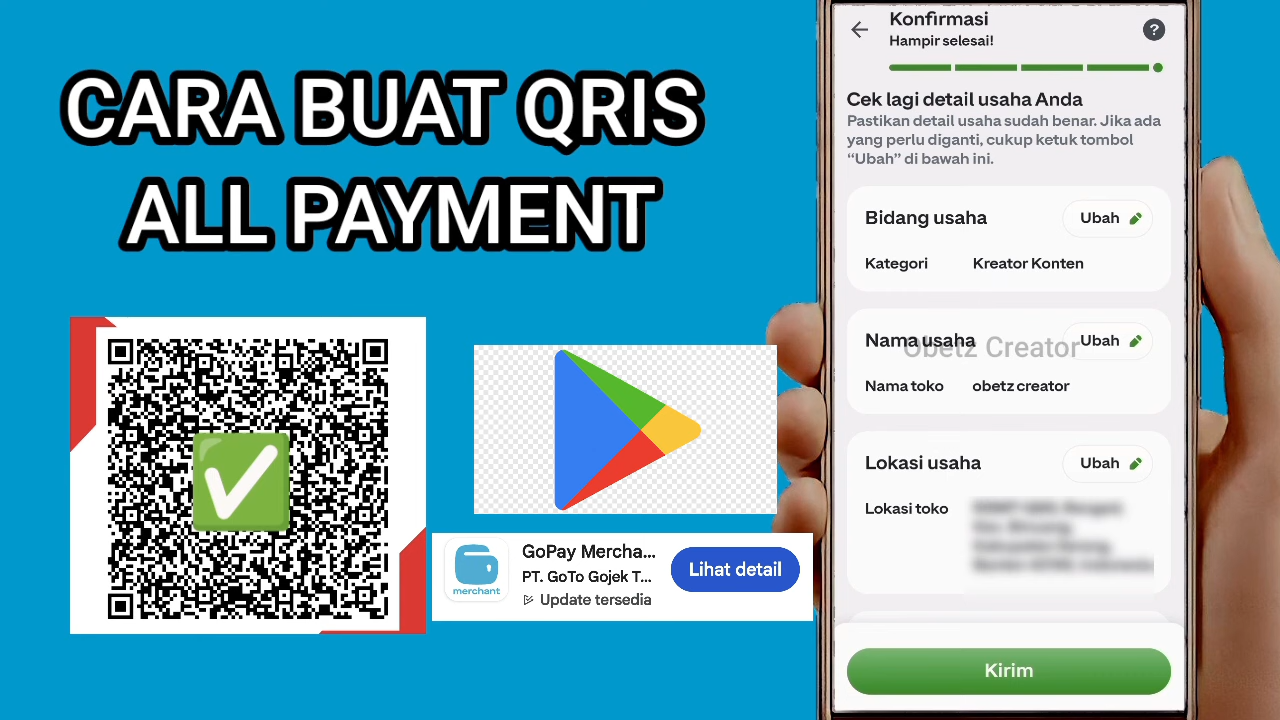 CARA BUAT QRIS
ALL PAYMENT
GoPay Mercha...
PT. GoTo Gojek T...
Update tersedia
Lihat detail
merchant
Konfirmasi
Hampir selesai!
?
Cek lagi detail usaha Anda
Pastikan detail usaha sudah benar. Jika ada
yang perlu diganti, cukup ketuk tombol
“Ubah” di bawah ini.
Bidang usaha
Ubah
Kategori
Kreator Konten
Nama usaha
Ubah
Obetz Creator
Nama toko
obetz creator
Lokasi usaha
Ubah
Lokasi toko
Kirim